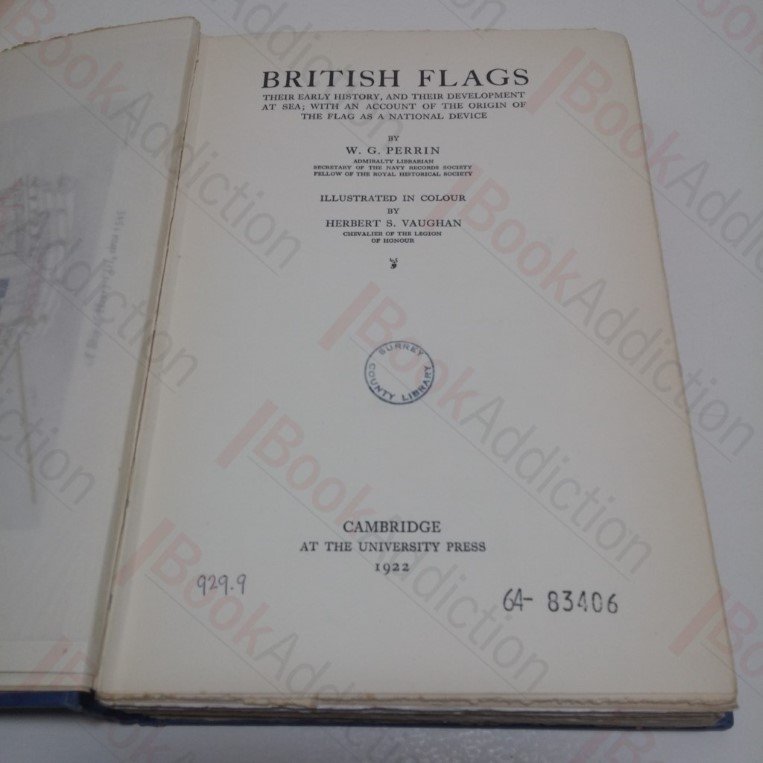 BRITISH FLAGS
THEIR EARLY HISTORY, AND THEIR DEVELOPMENT
AT SEA; WITH AN ACCOUNT OF THE ORIGIN OF
THE FLAG AS A NATIONAL DEVICE
BY
W. G. PERRIN
ADMIRALTY LIBRARIAN
SECRETARY OF THE NAVY RECORDS SOCIETY
FELLOW OF THE ROYAL HISTORICAL SOCIETY
ILLUSTRATED IN COLOUR
BY
HERBERT S. VAUGHAN
CHEVALIER OF THE LEGION
OF HONOUR
SURREY
COUNTY LIBRARY
CAMBRIDGE
AT THE UNIVERSITY PRESS
1922
929.9
64- 83406
BookAddiction